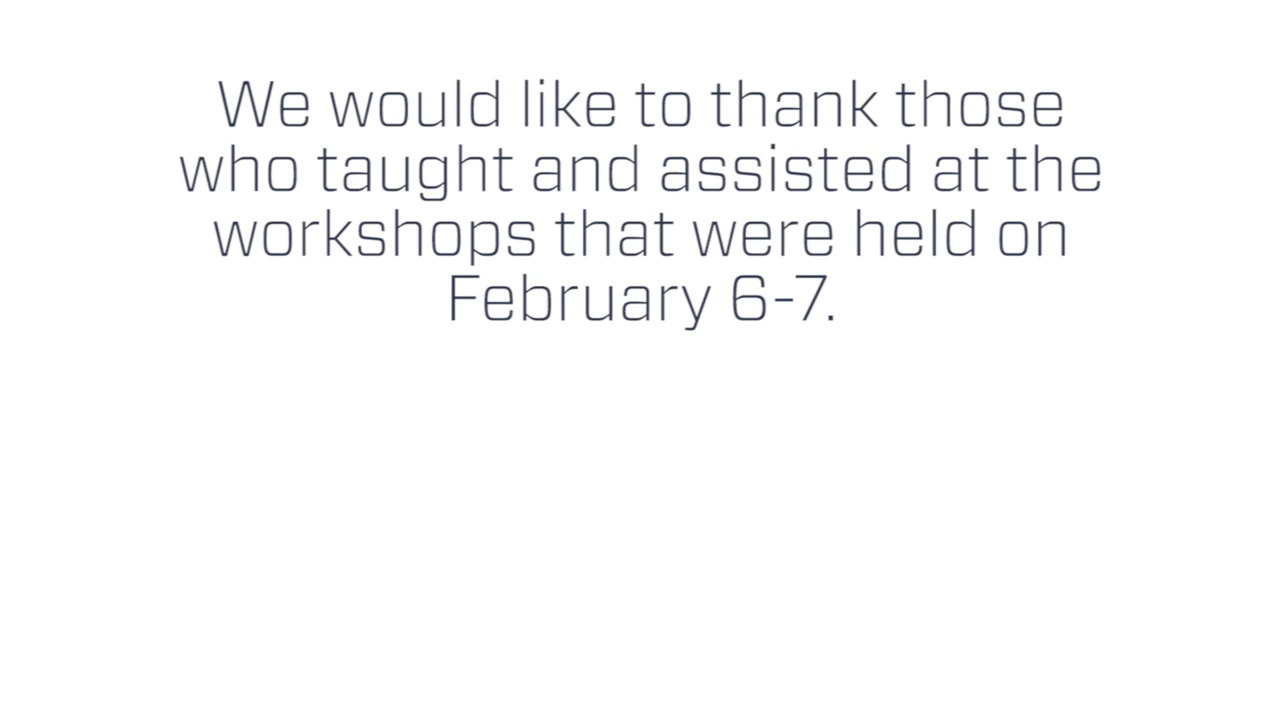 We would like to thank those
who taught and assisted at the
workshops that were held on
February 6-7.